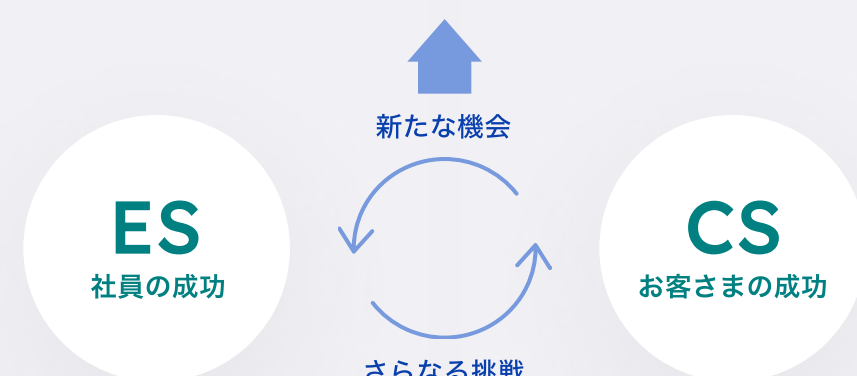 新たな機会
ES
社員の成功
CS
お客さまの成功
さらなる挑戦